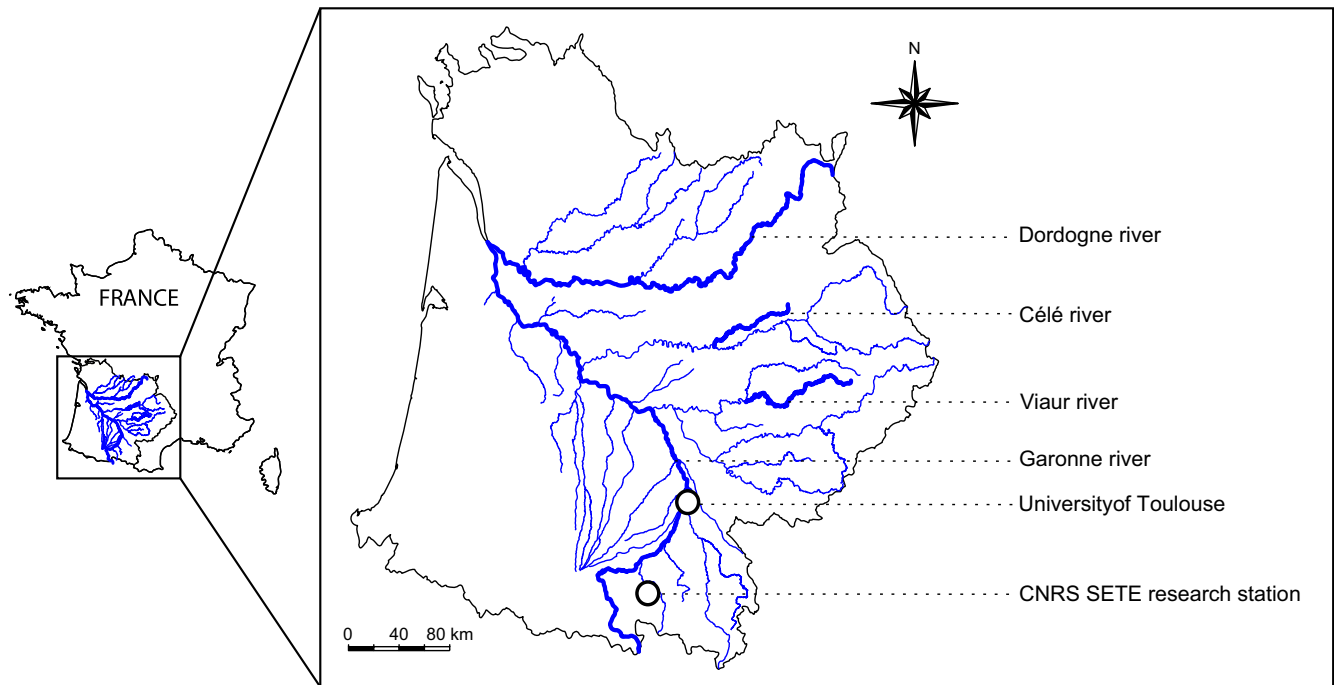 N
FRANCE
Dordogne river
Célé river
Viaur river
Garonne river
Universityof Toulouse
CNRS SETE research station
0 40 80 km